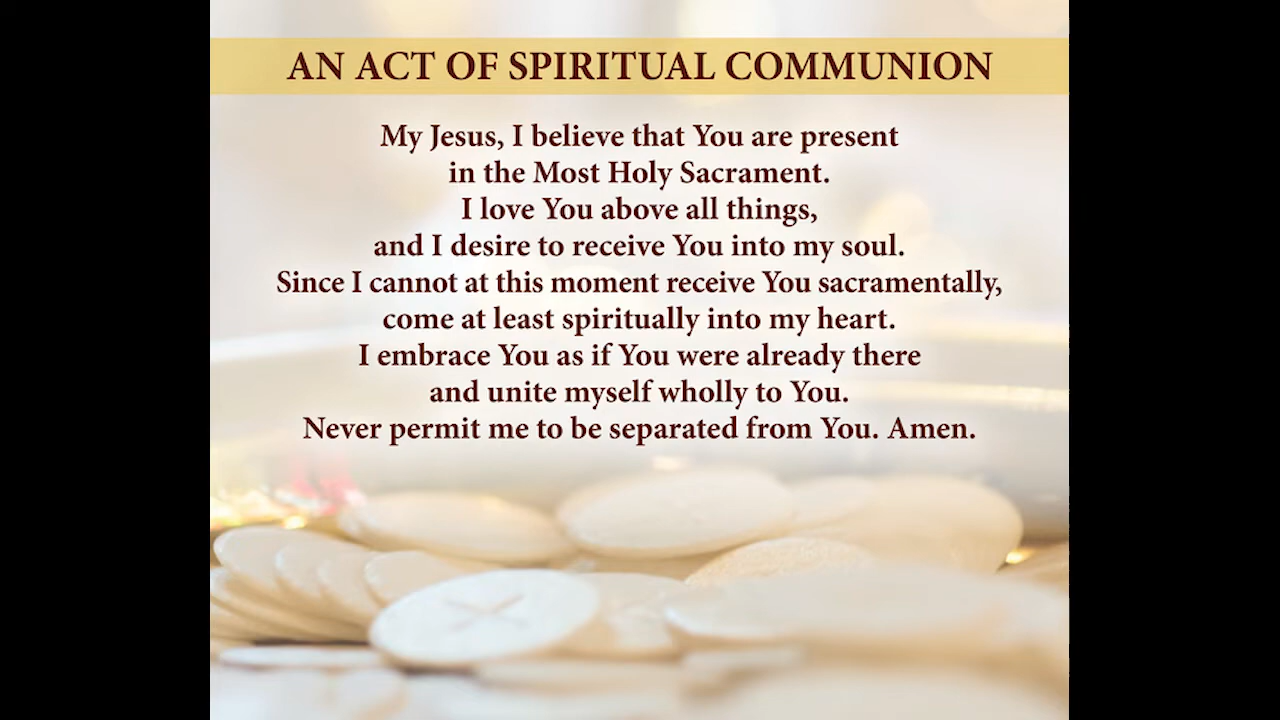 AN ACT OF SPIRITUAL COMMUNION
My Jesus, I believe that You are present
in the Most Holy Sacrament.
I love You above all things,
and I desire to receive You into my soul.
Since I cannot at this moment receive You sacramentally,
come at least spiritually into my heart.
I embrace You as if You were already there
and unite myself wholly to You.
Never permit me to be separated from You. Amen.